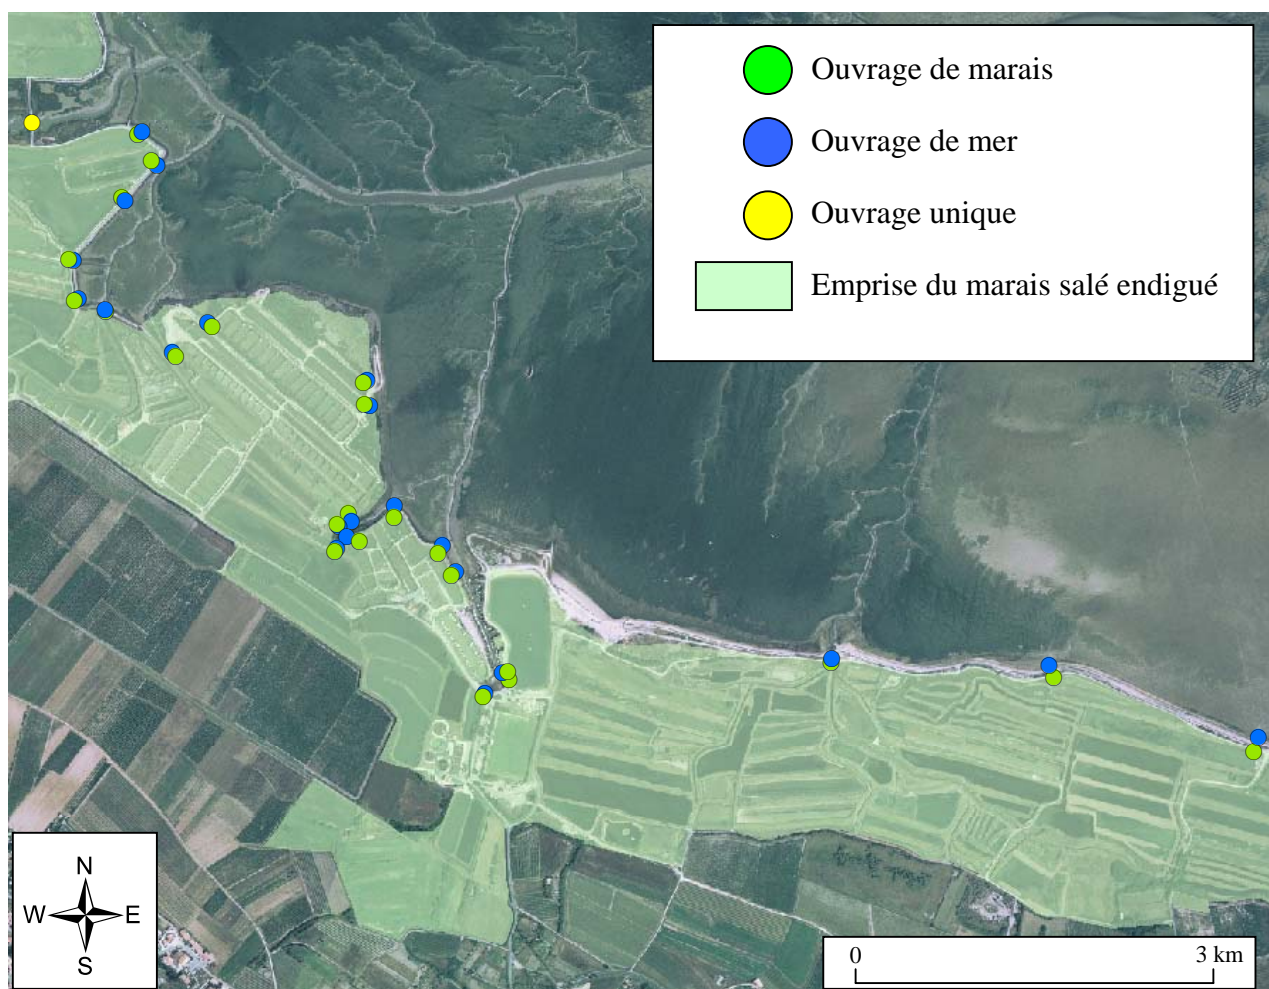 Ouvrage de marais
Ouvrage de mer
Ouvrage unique
Emprise du marais salé endigué
N
W E
S
0 3 km